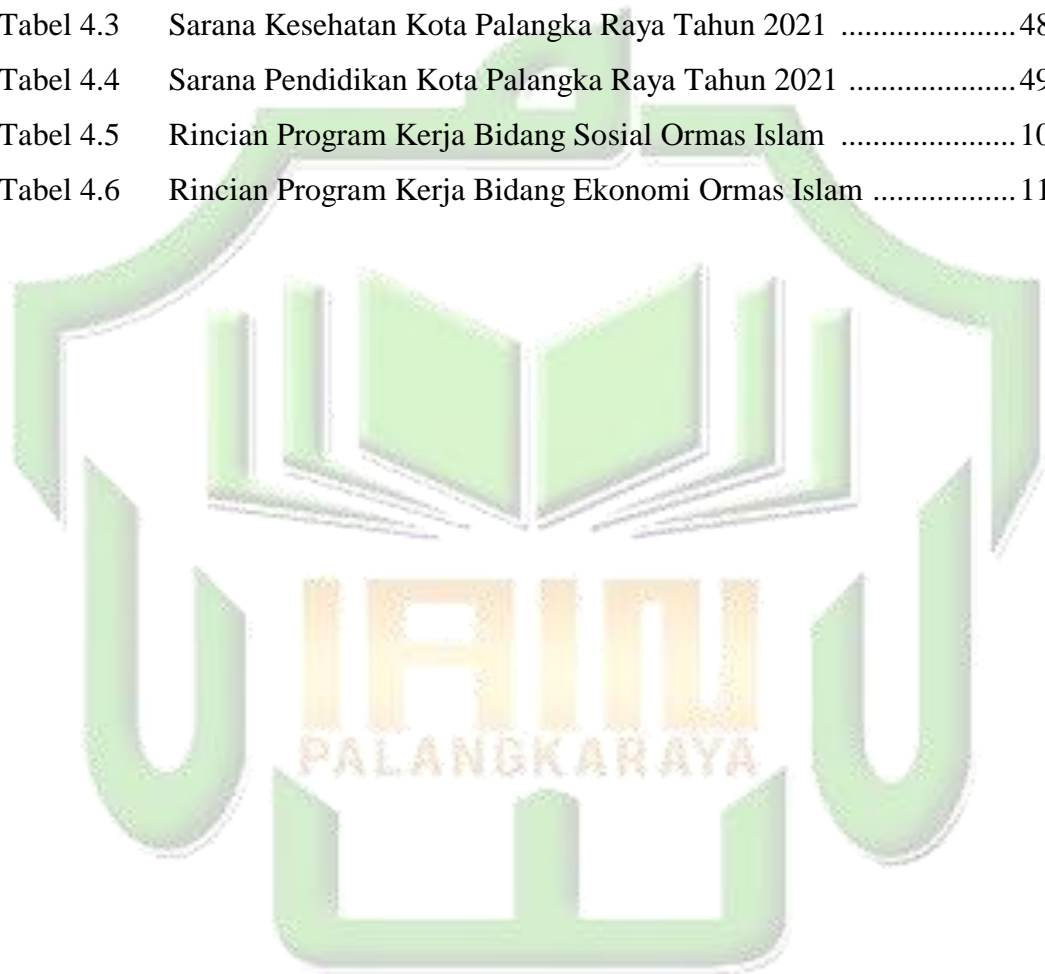 Tabel 4.3 Sarana Kesehatan Kota Palangka Raya Tahun 2021 ..................... 48
Tabel 4.4 Sarana Pendidikan Kota Palangka Raya Tahun 2021 .................... 49
Tabel 4.5 Rincian Program Kerja Bidang Sosial Ormas Islam ..................... 10
Tabel 4.6 Rincian Program Kerja Bidang Ekonomi Ormas Islam ................. 11
IAIN
PALANGKARAYA